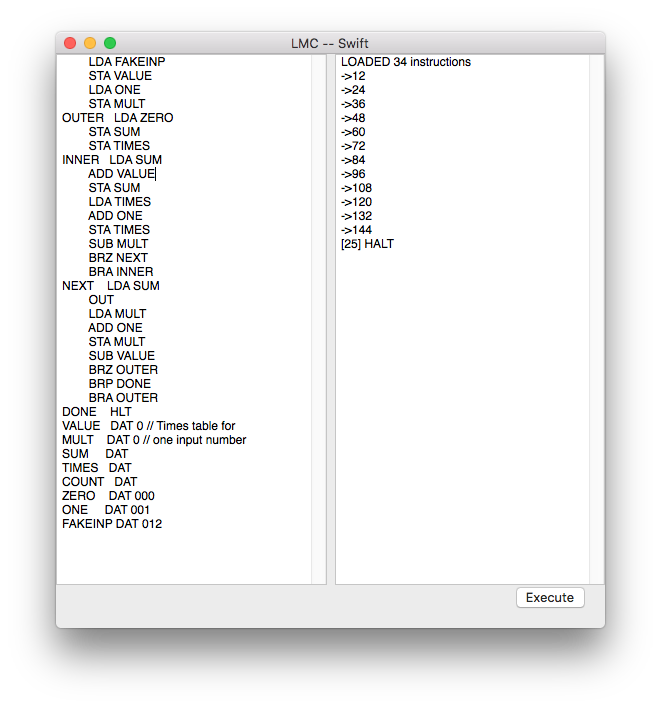 LMC -- Swift
LDA FAKEINP
STA VALUE
LDA ONE
STA MULT
OUTER LDA ZERO
STA SUM
STA TIMES
INNER LDA SUM
ADD VALUE
STA SUM
LDA TIMES
ADD ONE
STA TIMES
SUB MULT
BRZ NEXT
BRA INNER
NEXT LDA SUM
OUT
LDA MULT
ADD ONE
STA MULT
SUB VALUE
BRZ OUTER
BRP DONE
BRA OUTER
DONE HLT
VALUE DAT 0 // Times table for
MULT DAT 0 // one input number
SUM DAT
TIMES DAT
COUNT DAT
ZERO DAT 000
ONE DAT 001
FAKEINP DAT 012
LOADED 34 instructions
->12
->24
->36
->48
->60
->72
->84
->96
->108
->120
->132
->144
[25] HALT
Execute